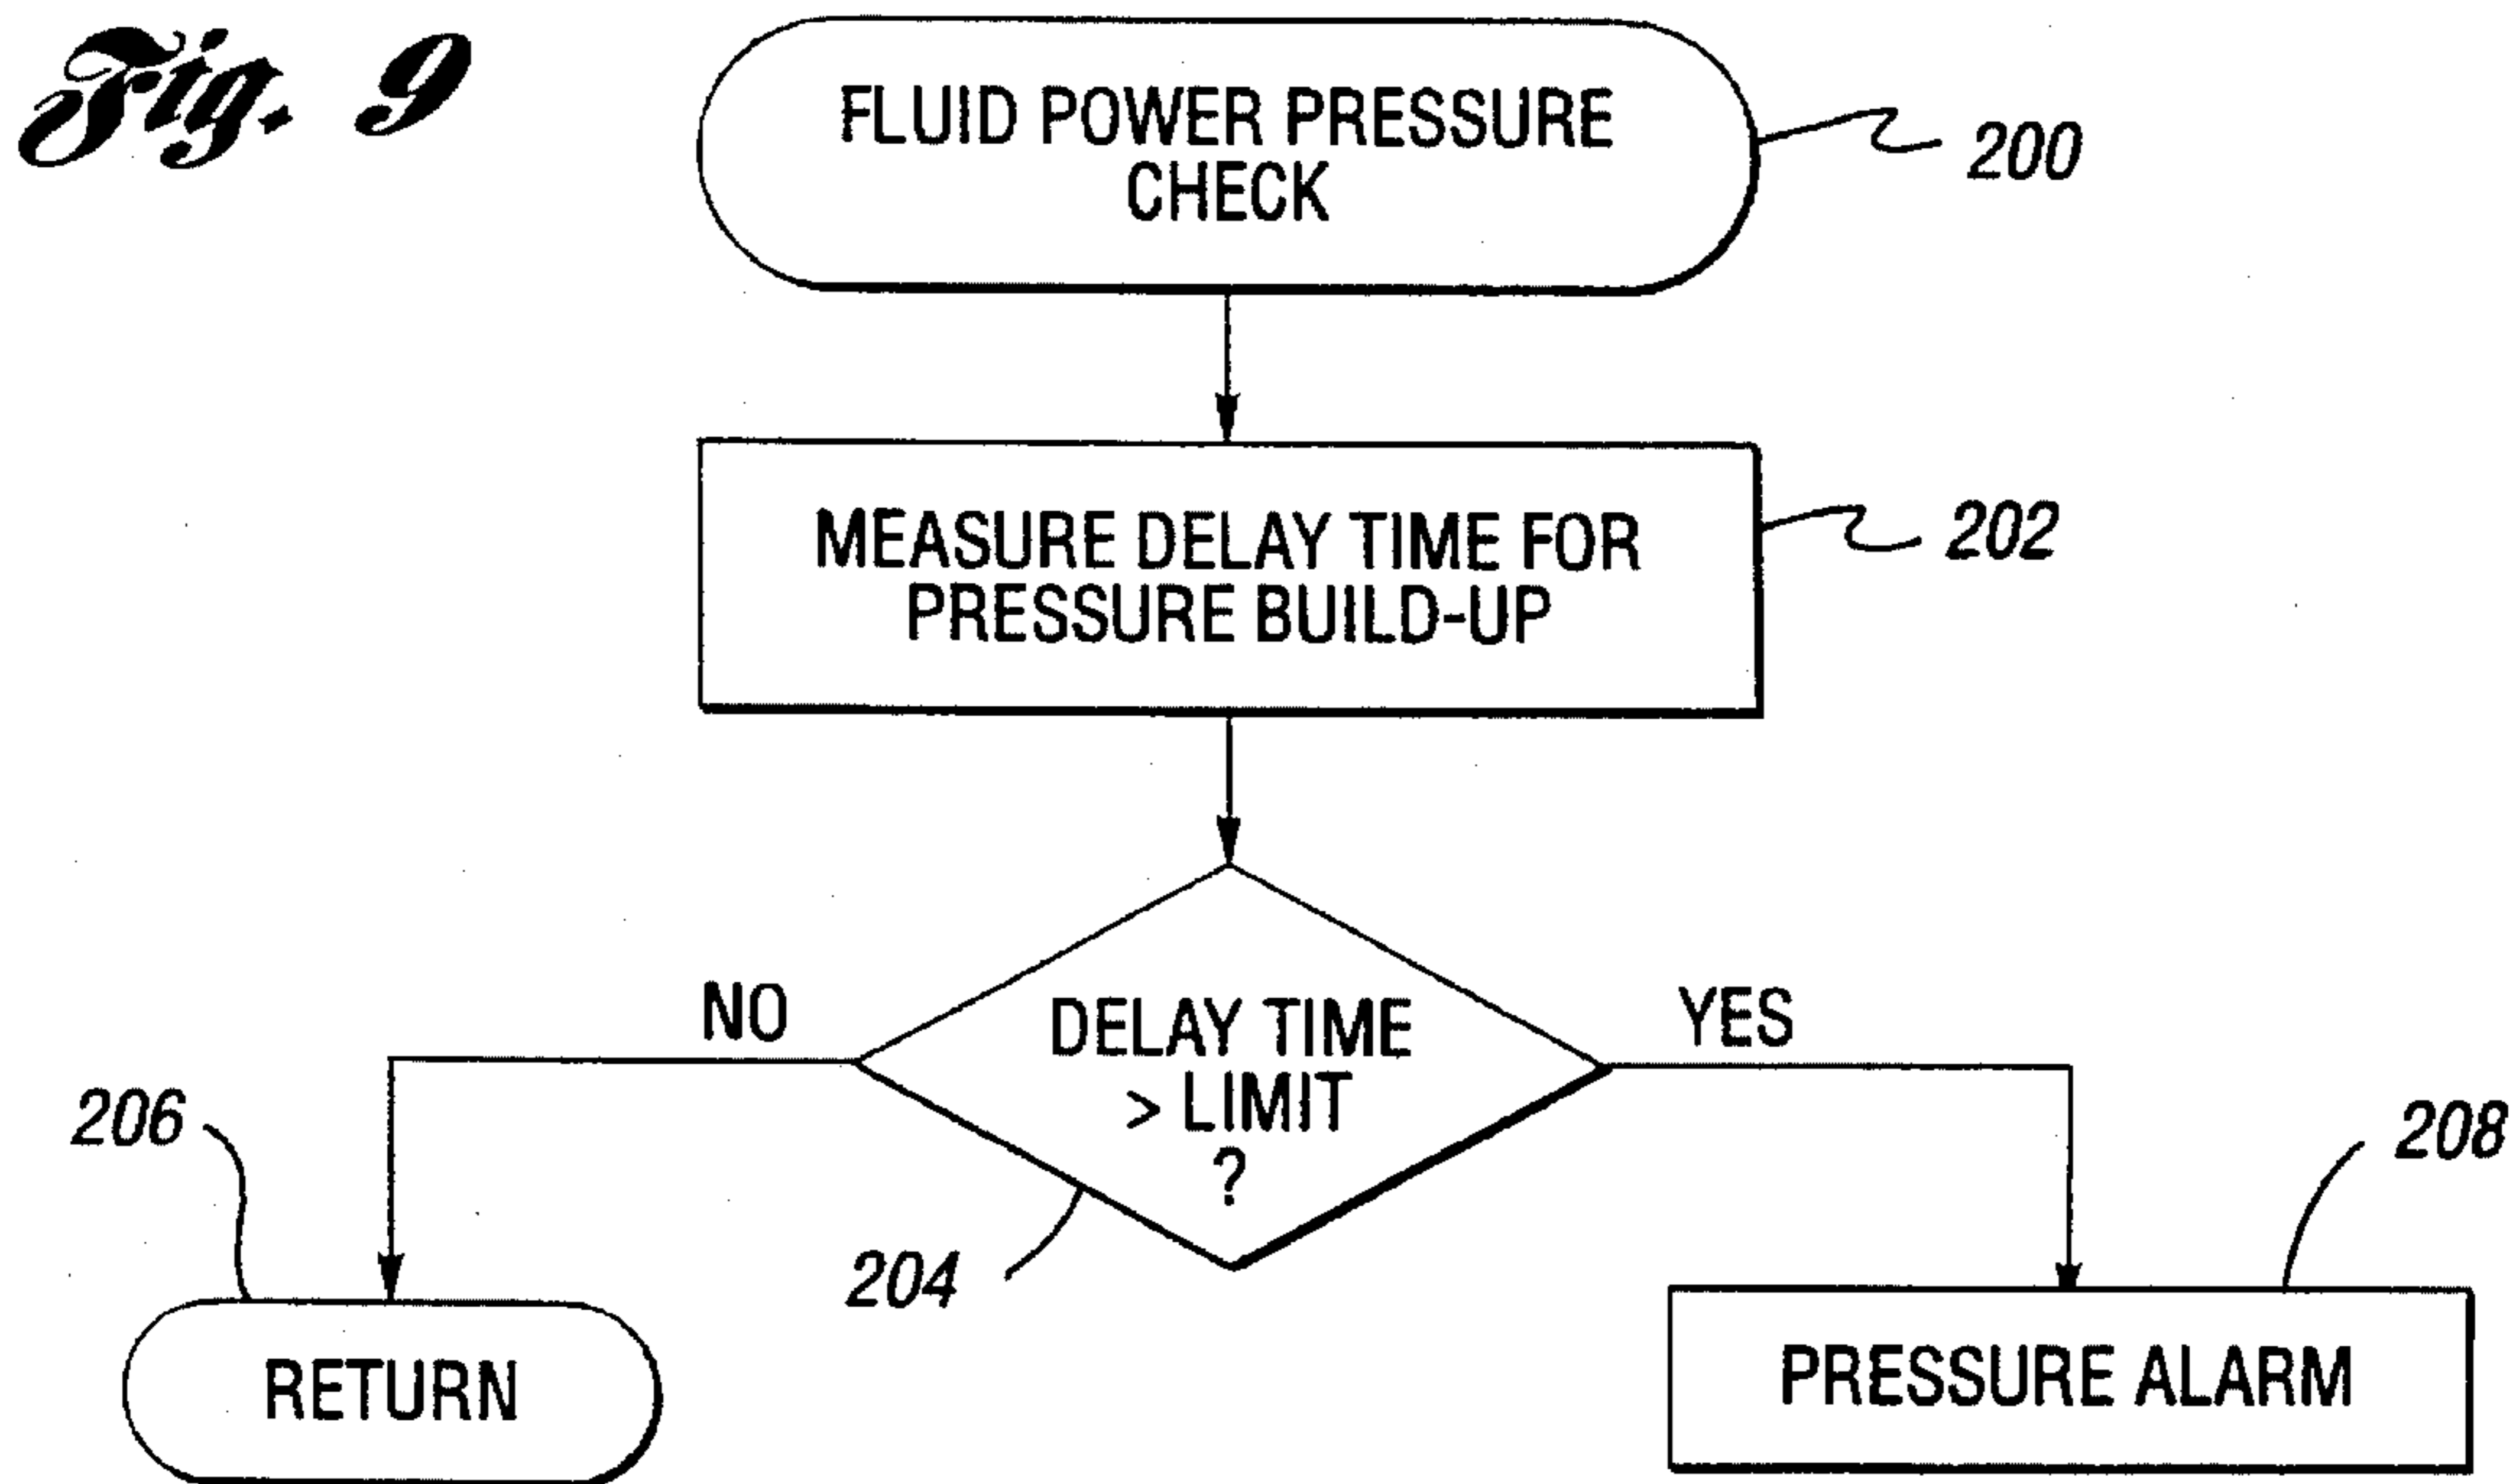 Fig. 9
FLUID POWER PRESSURE
CHECK
200
MEASURE DELAY TIME FOR
PRESSURE BUILD-UP
202
NO
DELAY TIME
> LIMIT
?
YES
206
204
208
RETURN
PRESSURE ALARM